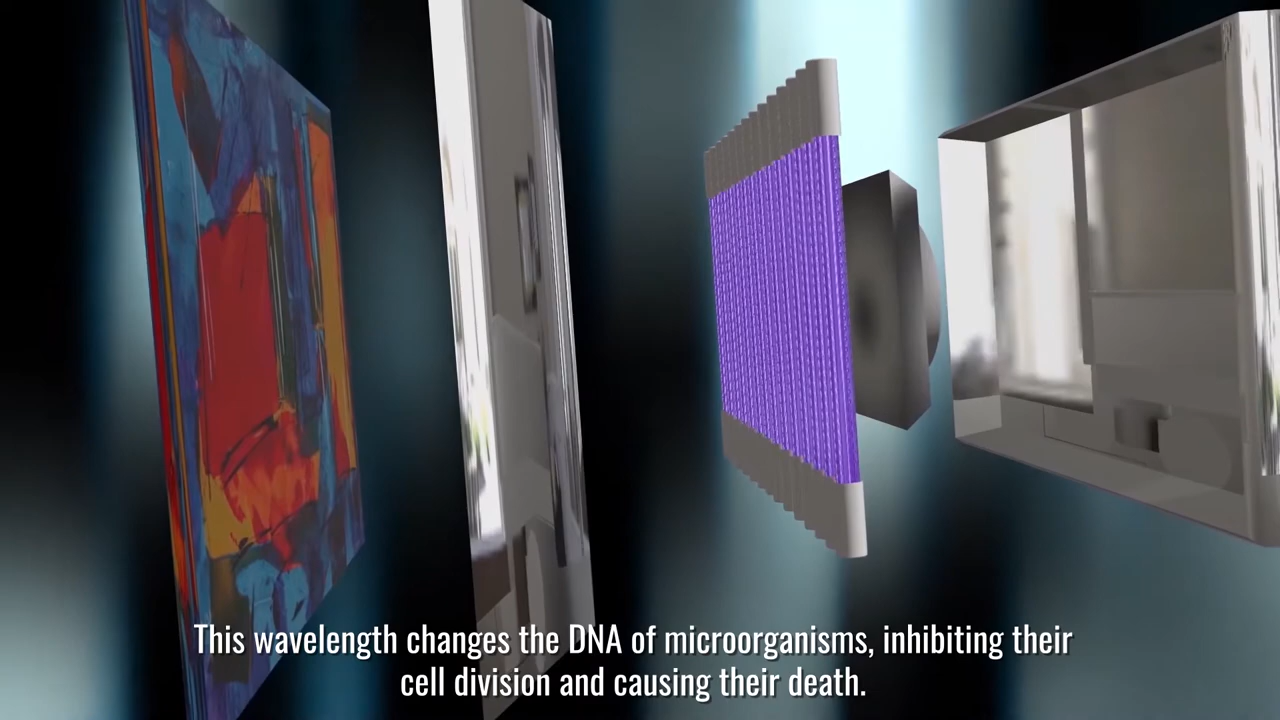 This wavelength changes the DNA of microorganisms, inhibiting their
cell division and causing their death.